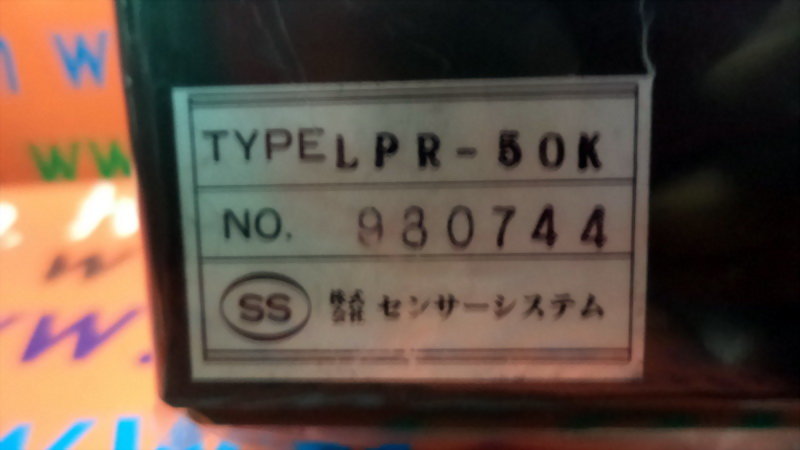 TYPE LPR-50K
NO. 980744
SS 株式会社 センサーシステム